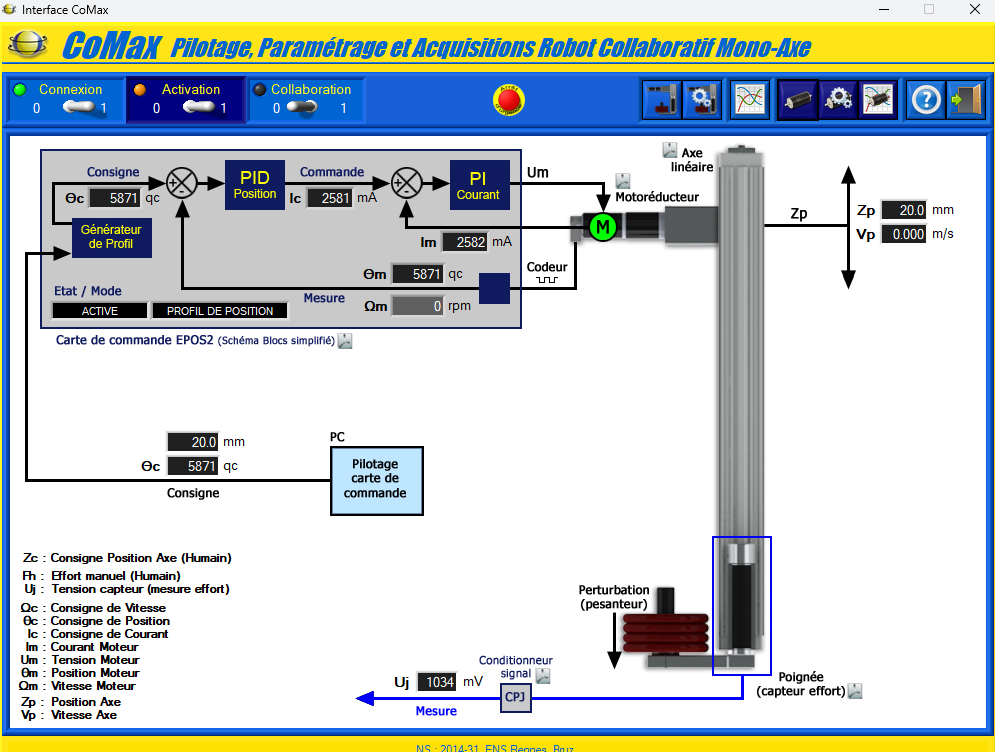 Interface CoMax
CoMax Pilotage, Paramétrage et Acquisitions Robot Collaboratif Mono-Axe
Connexion
0 1
Activation
0 1
Collaboration
0 1
Consigne
Θc 5871 qc
PID
Position
Commande
Ic 2581 mA
PI
Courant
Um
Axe
linéaire
Motoréducteur
M
Générateur
de Profil
Im 2582 mA
Zp
Zp 20.0 mm
Vp 0.000 m/s
Θm 5871 qc
Codeur
Etat / Mode
Mesure
Ωm 0 rpm
ACTIVE
PROFIL DE POSITION
Carte de commande EPOS2 (Schéma Blocs simplifié)
20.0 mm
Θc 5871 qc
Consigne
PC
Pilotage
carte de
commande
Zc : Consigne Position Axe (Humain)
Fh : Effort manuel (Humain)
Uj : Tension capteur (mesure effort)
Ωc : Consigne de Vitesse
Θc : Consigne de Position
Ic : Consigne de Courant
Im : Courant Moteur
Um : Tension Moteur
Θm : Position Moteur
Ωm : Vitesse Moteur
Zp : Position Axe
Vp : Vitesse Axe
Perturbation
(pesanteur)
Conditionneur
signal
Uj 1034 mV
CPJ
Mesure
Poignée
(capteur effort)
NS : 2014-31, ENS Rennes, Bruz